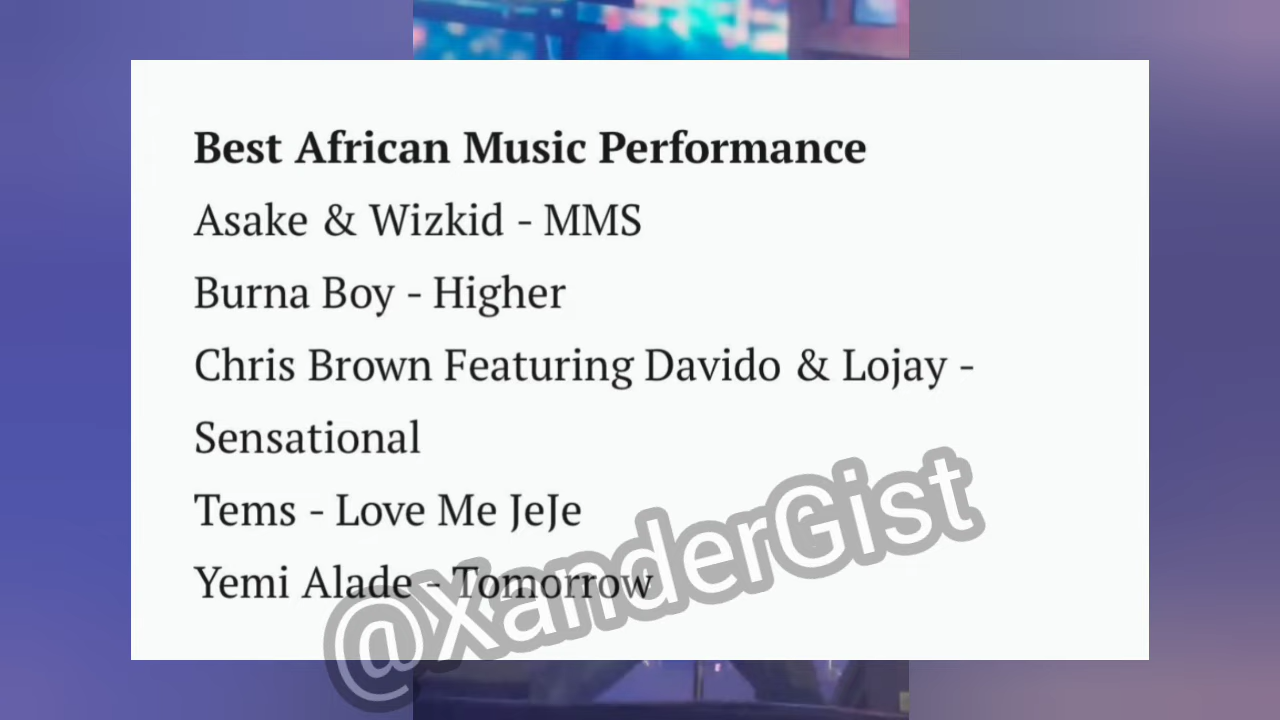 Best African Music Performance
Asake & Wizkid - MMS
Burna Boy - Higher
Chris Brown Featuring Davido & Lojay -
Sensational
Tems - Love Me JeJe
Yemi Alade - Tomorrow
@XanderGist